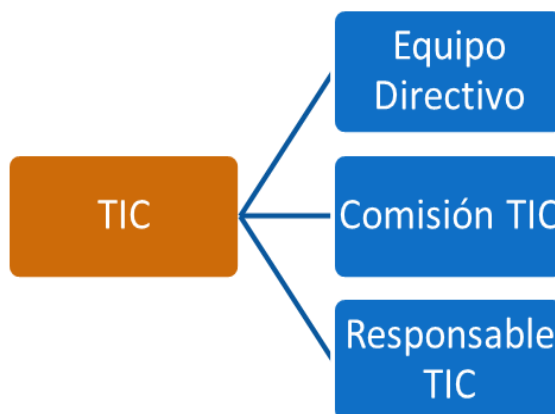 TIC
Equipo
Directivo
Comisión TIC
Responsable
TIC